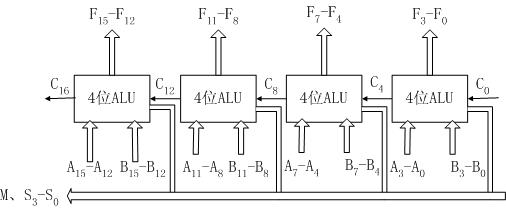 F₁₅-F₁₂ F₁₁-F₈ F₇-F₄ F₃-F₀
C₁₆ 4位ALU C₁₂ 4位ALU C₈ 4位ALU C₄ 4位ALU C₀
A₁₅-A₁₂ B₁₅-B₁₂ A₁₁-A₈ B₁₁-B₈ A₇-A₄ B₇-B₄ A₃-A₀ B₃-B₀
M、S₃-S₀